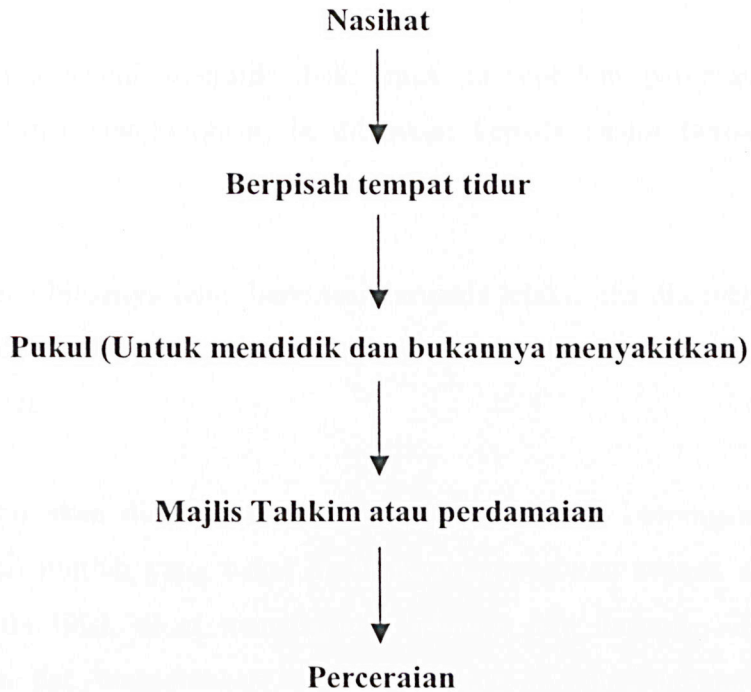 Nasihat
Berpisah tempat tidur
Pukul (Untuk mendidik dan bukannya menyakitkan)
Majlis Tahkim atau perdamaian
Perceraian